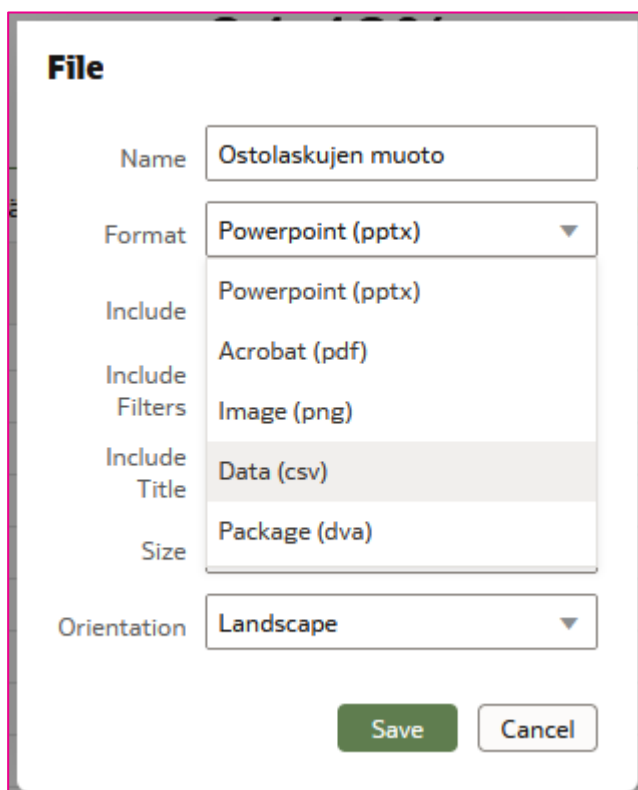 File
Name Ostolaskujen muoto
Format Powerpoint (pptx)
Powerpoint (pptx)
Include
Acrobat (pdf)
Include
Filters
Image (png)
Include
Title
Data (csv)
Package (dva)
Size
Orientation Landscape
Save Cancel